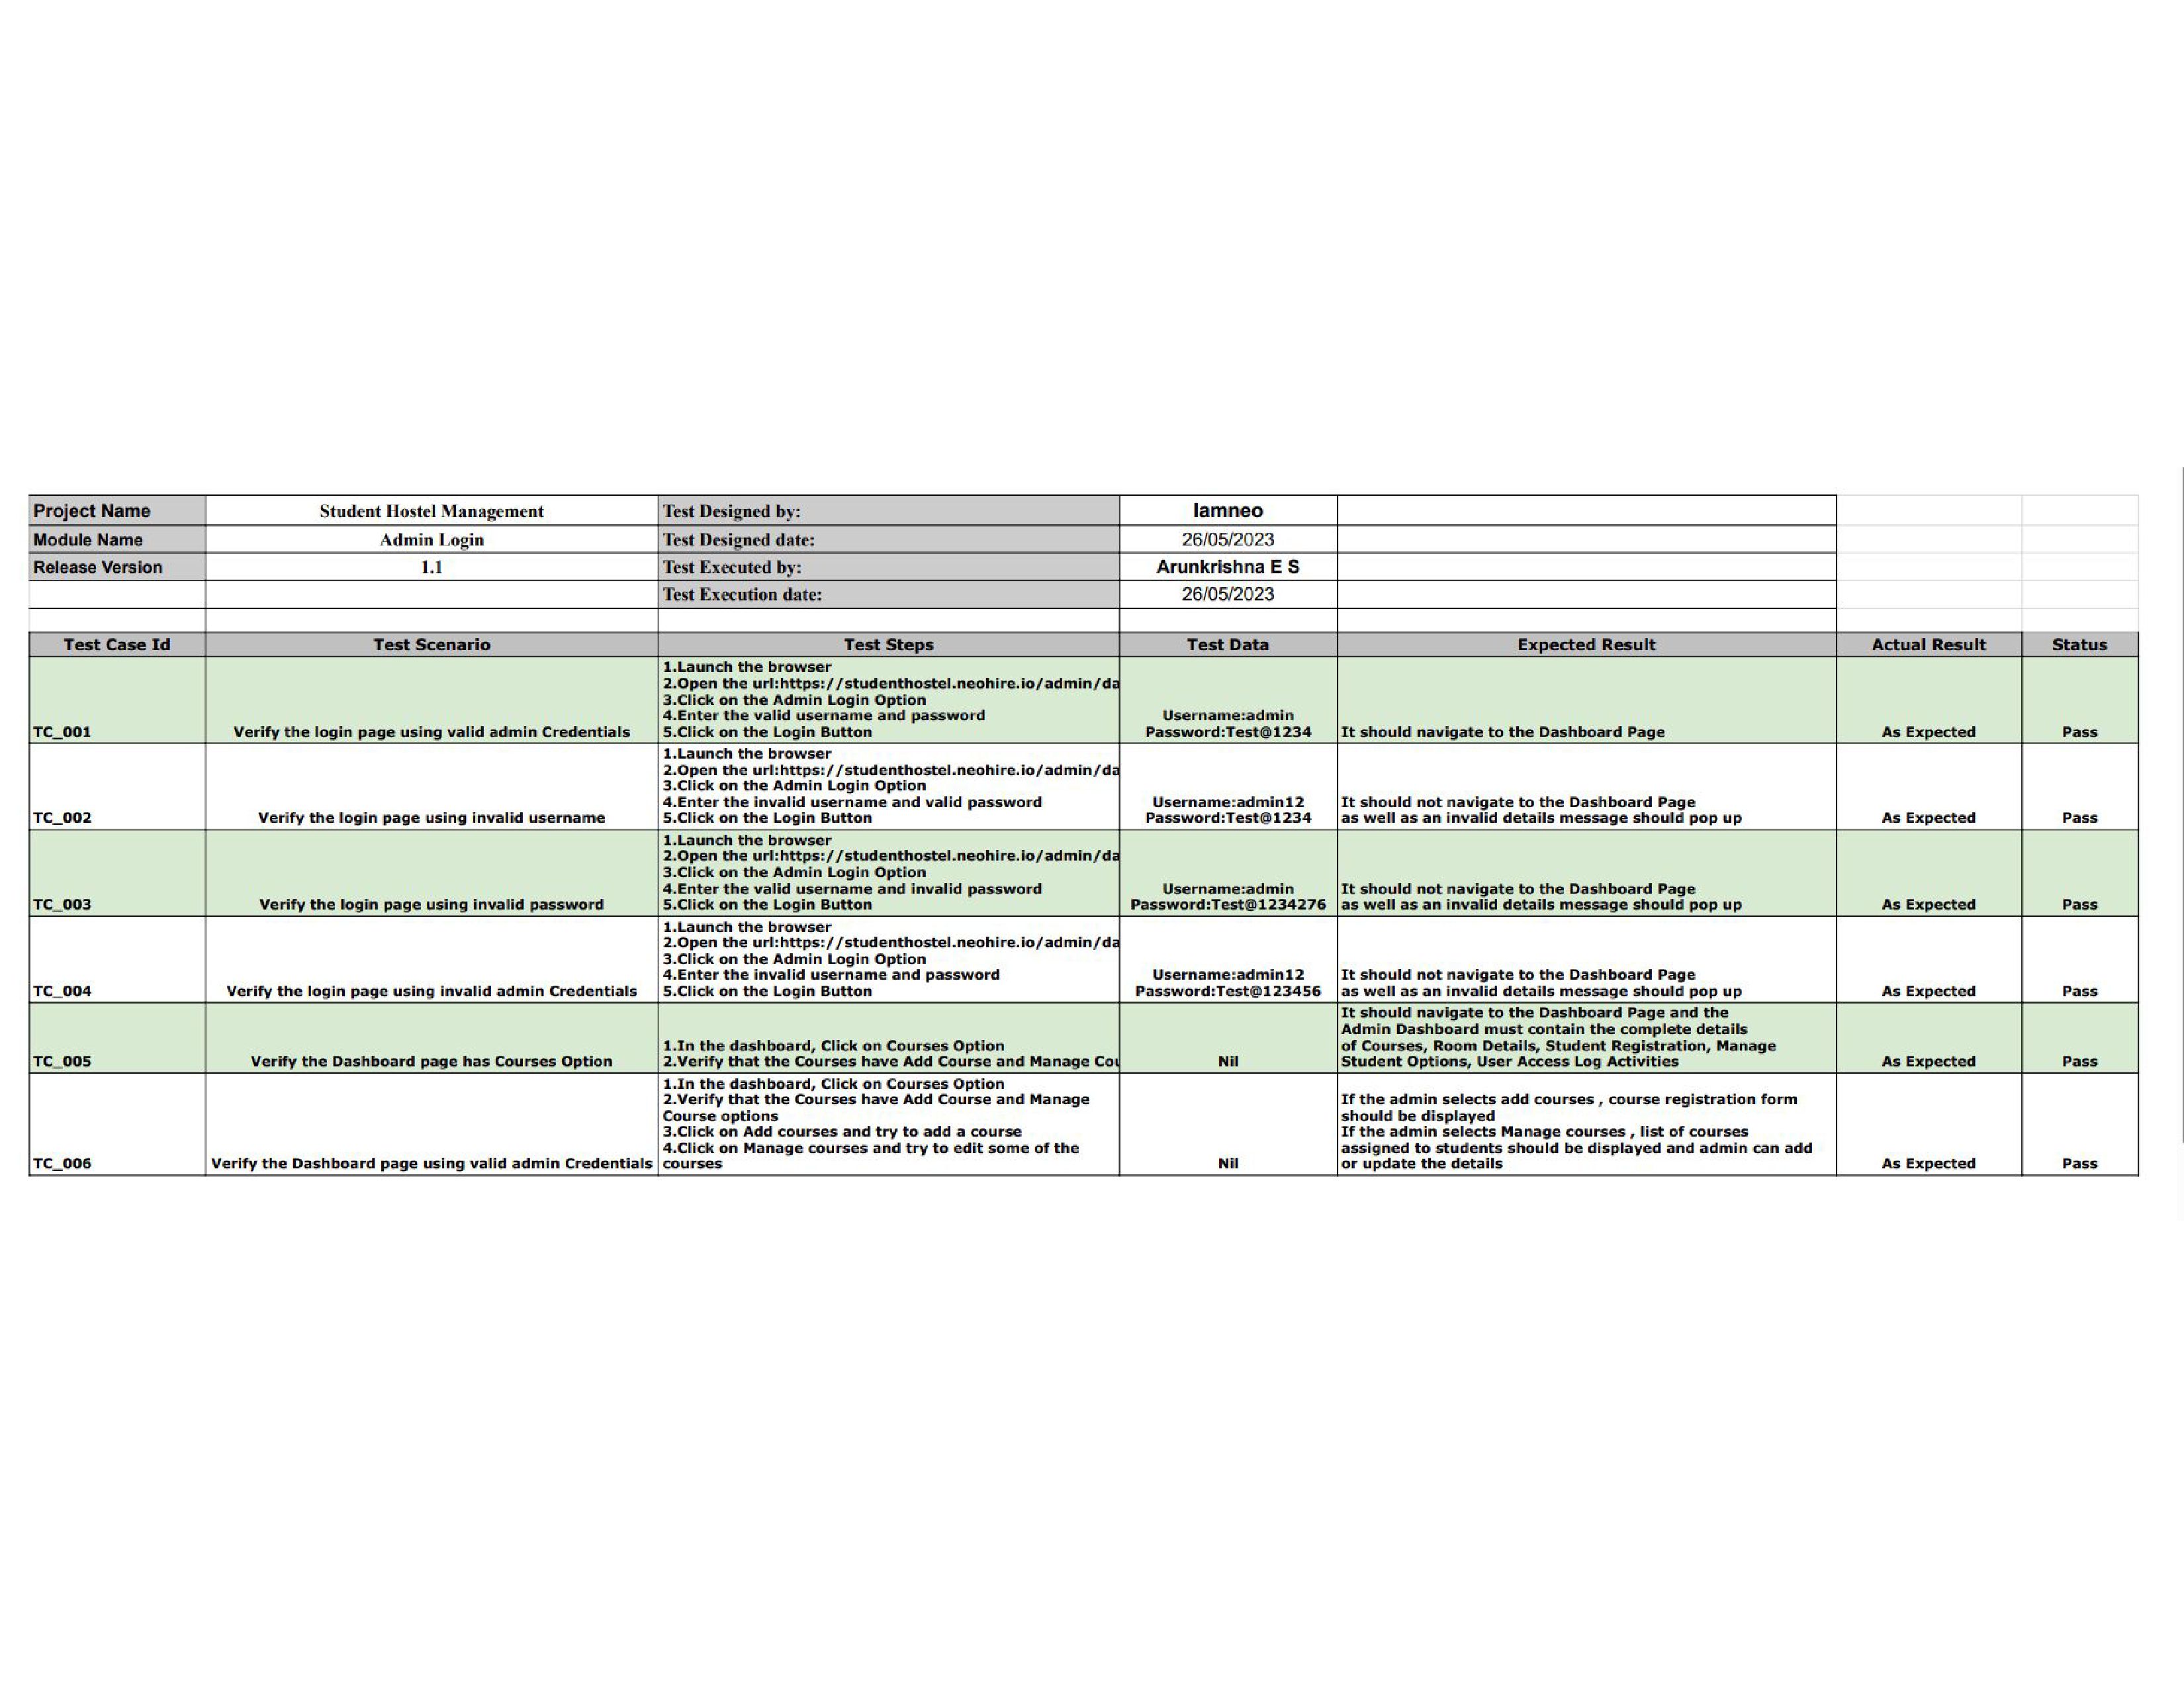 Project Name Student Hostel Management Test Designed by: Iamneo
Module Name Admin Login Test Designed date: 26/05/2023
Release Version 1.1 Test Executed by: Arunkrishna E S
Test Execution date: 26/05/2023
Test Case Id Test Scenario Test Steps Test Data Expected Result Actual Result Status
1.Launch the browser
2.Open the url:https://studenthostel.neohire.io/admin/da
3.Click on the Admin Login Option
4.Enter the valid username and password Username:admin
TC_001 Verify the login page using valid admin Credentials 5.Click on the Login Button Password:Test@1234 It should navigate to the Dashboard Page As Expected Pass
1.Launch the browser
2.Open the url:https://studenthostel.neohire.io/admin/da
3.Click on the Admin Login Option
4.Enter the invalid username and valid password Username:admin12 It should not navigate to the Dashboard Page
TC_002 Verify the login page using invalid username 5.Click on the Login Button Password:Test@1234 as well as an invalid details message should pop up As Expected Pass
1.Launch the browser
2.Open the url:https://studenthostel.neohire.io/admin/da
3.Click on the Admin Login Option
4.Enter the valid username and invalid password Username:admin It should not navigate to the Dashboard Page
TC_003 Verify the login page using invalid password 5.Click on the Login Button Password:Test@1234276 as well as an invalid details message should pop up As Expected Pass
1.Launch the browser
2.Open the url:https://studenthostel.neohire.io/admin/da
3.Click on the Admin Login Option
4.Enter the invalid username and password Username:admin12 It should not navigate to the Dashboard Page
TC_004 Verify the login page using invalid admin Credentials 5.Click on the Login Button Password:Test@123456 as well as an invalid details message should pop up As Expected Pass
It should navigate to the Dashboard Page and the
Admin Dashboard must contain the complete details
1.In the dashboard, Click on Courses Option of Courses, Room Details, Student Registration, Manage
TC_005 Verify the Dashboard page has Courses Option 2.Verify that the Courses have Add Course and Manage Cou Nil Student Options, User Access Log Activities As Expected Pass
1.In the dashboard, Click on Courses Option
2.Verify that the Courses have Add Course and Manage If the admin selects add courses , course registration form
Course options should be displayed
3.Click on Add courses and try to add a course If the admin selects Manage courses , list of courses
4.Click on Manage courses and try to edit some of the assigned to students should be displayed and admin can add
TC_006 Verify the Dashboard page using valid admin Credentials courses Nil or update the details As Expected Pass